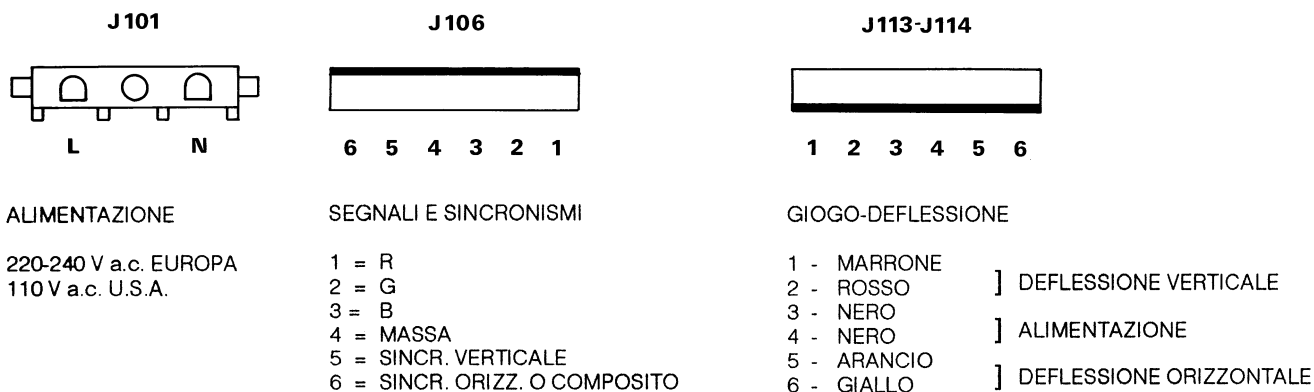 J101
L N
ALIMENTAZIONE
220-240 V a.c. EUROPA
110 V a.c. U.S.A.
J106
6 5 4 3 2 1
SEGNALI E SINCRONISMI
1 = R
2 = G
3 = B
4 = MASSA
5 = SINCR. VERTICALE
6 = SINCR. ORIZZ. O COMPOSITO
J113-J114
1 2 3 4 5 6
GIOGO-DEFLESSIONE
1 - MARRONE
2 - ROSSO ] DEFLESSIONE VERTICALE
3 - NERO
4 - NERO ] ALIMENTAZIONE
5 - ARANCIO
6 - GIALLO ] DEFLESSIONE ORIZZONTALE